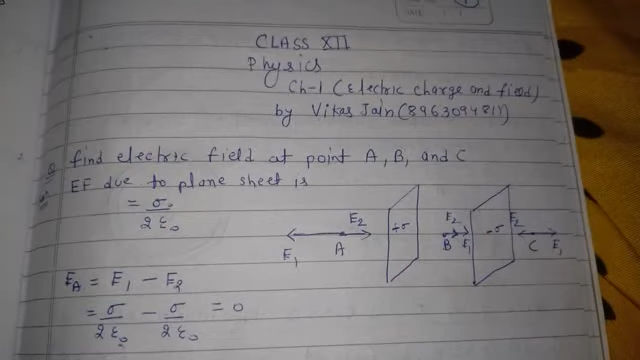 CLASS XII
Physics
Ch-1 (Electric charge and field)
by Vikas Jain (8963094811)
Q find electric field at point A, B, and C
EF due to plane sheet is
= σ / 2ε₀
E₁ A E₂ +σ E₂ B E₁ -σ E₂ C E₁
E_A = E₁ - E₂
= σ / 2ε₀ - σ / 2ε₀ = 0